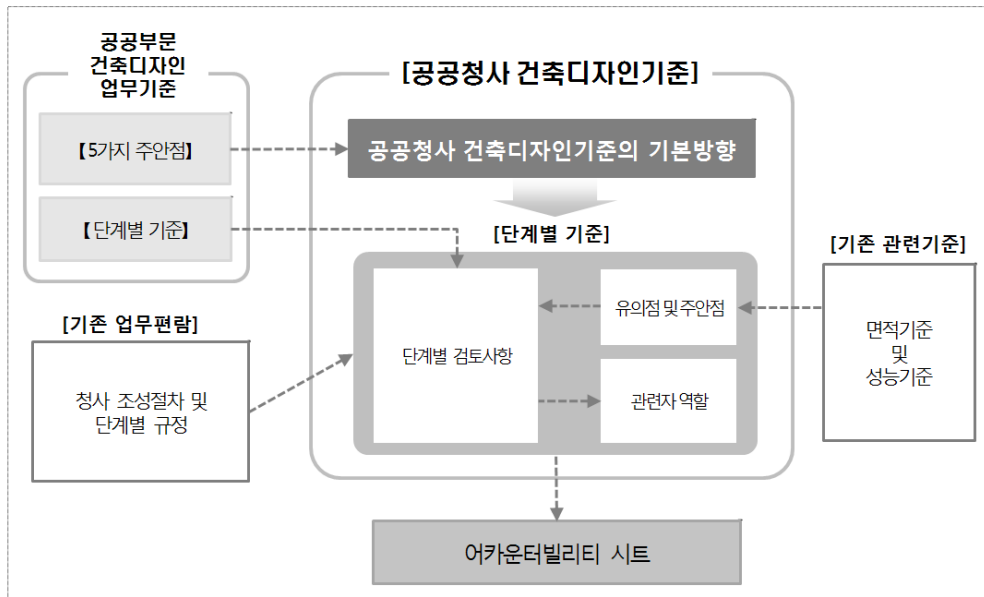 공공부문
건축디자인
업무기준
【5가지 주안점】
【단계별 기준】
[공공청사 건축디자인기준]
공공청사 건축디자인기준의 기본방향
[단계별 기준]
단계별 검토사항
유의점 및 주안점
관련자 역할
[기존 업무편람]
청사 조성절차 및
단계별 규정
[기존 관련기준]
면적기준
및
성능기준
어카운터빌리티 시트